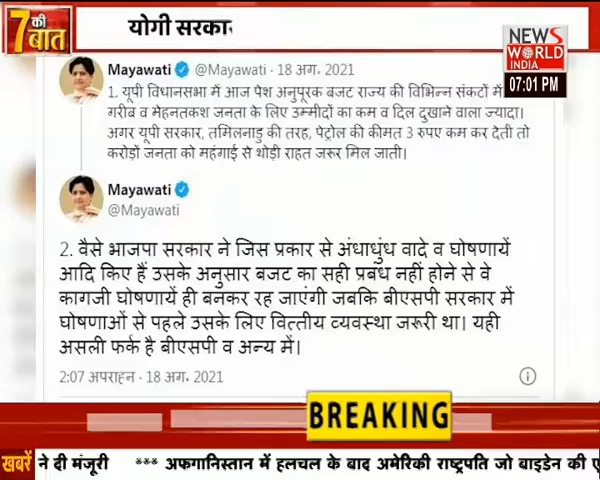 7 की
बात
योगी सरकार
NEWS
WORLD
INDIA
07:01 PM
Mayawati @Mayawati · 18 अग. 2021
1. यूपी विधानसभा में आज पेश अनुपूरक बजट राज्य की विभिन्न संकटों में
गरीब व मेहनतकश जनता के लिए उम्मीदों का कम व दिल दुखाने वाला ज्यादा।
अगर यूपी सरकार, तमिलनाडु की तरह, पेट्रोल की कीमत 3 रुपए कम कर देती तो
करोड़ों जनता को महंगाई से थोड़ी राहत जरूर मिल जाती।
Mayawati
@Mayawati
2. वैसे भाजपा सरकार ने जिस प्रकार से अंधाधुंध वादे व घोषणायें
आदि किए हैं उसके अनुसार बजट का सही प्रबंध नहीं होने से वे
कागजी घोषणायें ही बनकर रह जाएंगी जबकि बीएसपी सरकार में
घोषणाओं से पहले उसके लिए वित्तीय व्यवस्था जरूरी था। यही
असली फर्क है बीएसपी व अन्य में।
2:07 अपराह्न · 18 अग. 2021
BREAKING
खबरें ने दी मंजूरी *** अफगानिस्तान में हलचल के बाद अमेरिकी राष्ट्रपति जो बाइडेन की ए